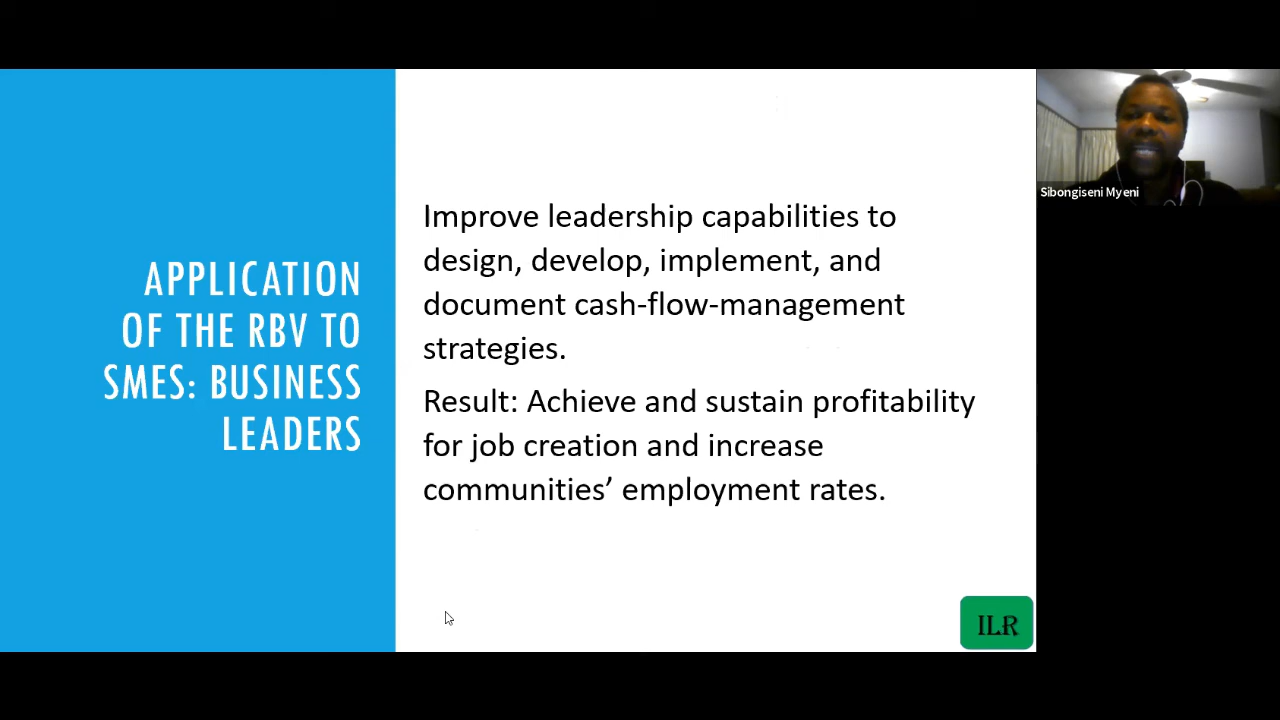 APPLICATION
OF THE RBV TO
SMES: BUSINESS
LEADERS
Improve leadership capabilities to
design, develop, implement, and
document cash-flow-management
strategies.
Result: Achieve and sustain profitability
for job creation and increase
communities’ employment rates.
Sibongiseni Myeni
ILR